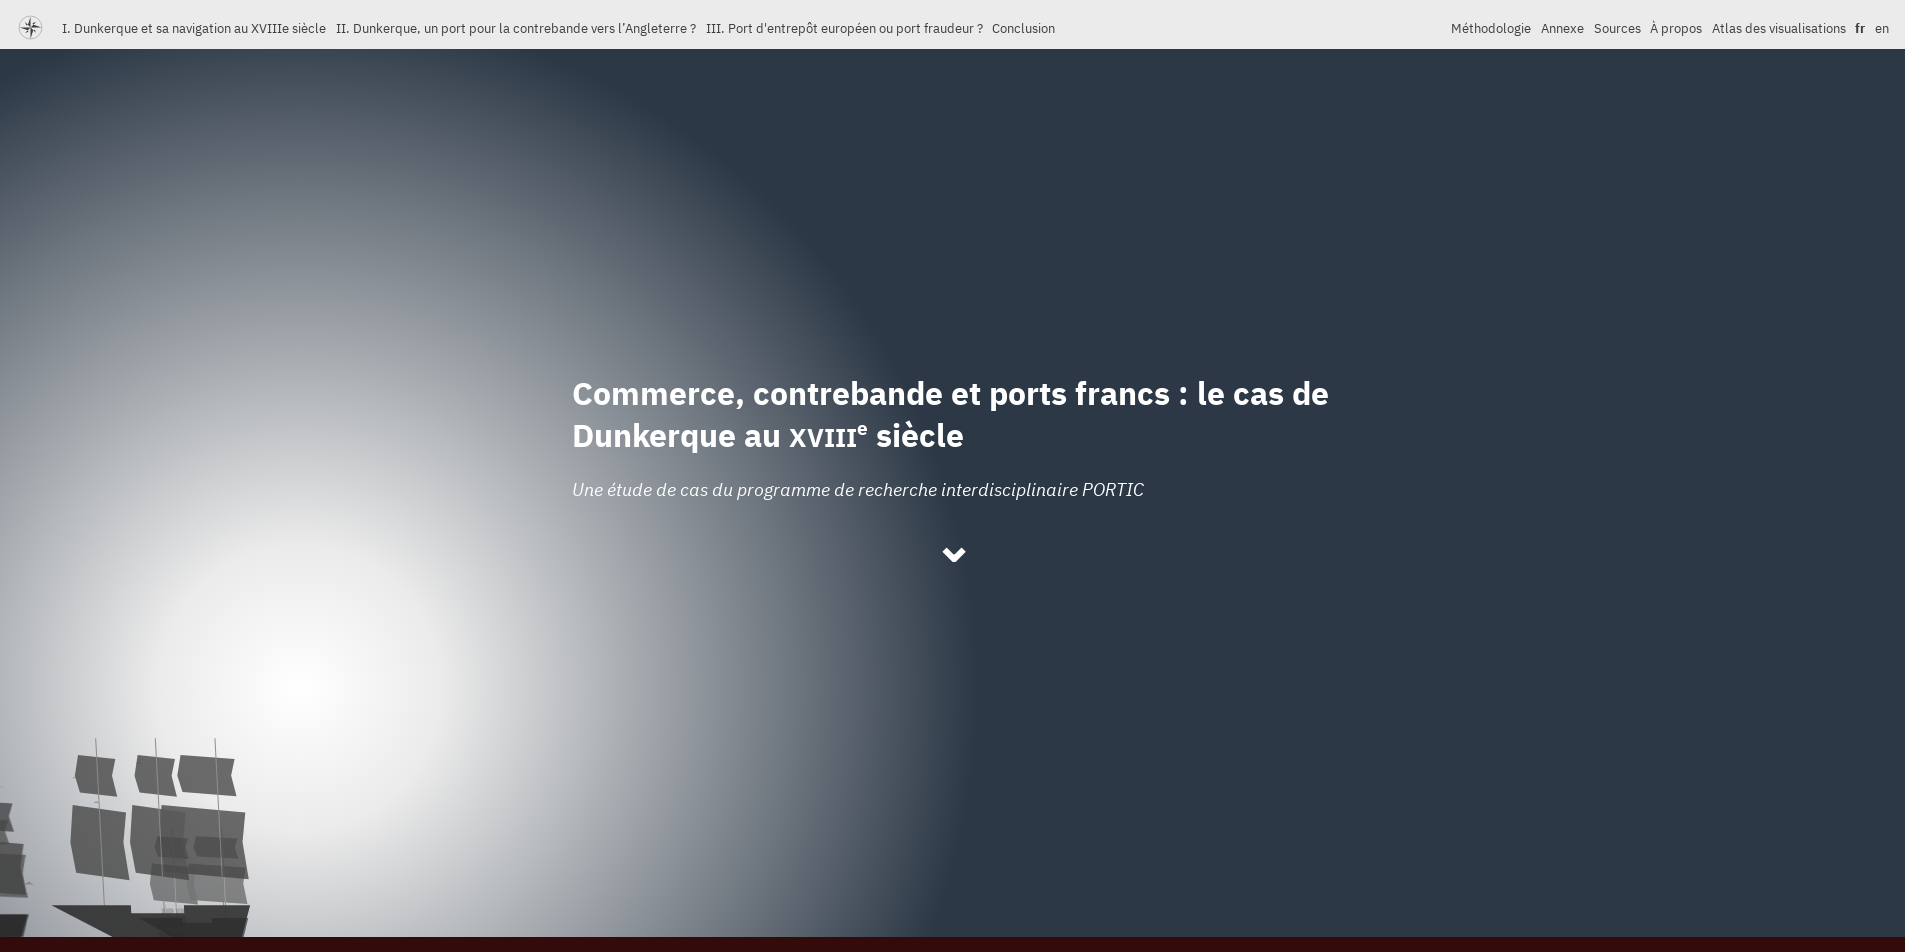 I. Dunkerque et sa navigation au XVIIIe siècle II. Dunkerque, un port pour la contrebande vers l’Angleterre ? III. Port d'entrepôt européen ou port fraudeur ? Conclusion Méthodologie Annexe Sources À propos Atlas des visualisations fr en
Commerce, contrebande et ports francs : le cas de
Dunkerque au XVIIIe siècle
Une étude de cas du programme de recherche interdisciplinaire PORTIC